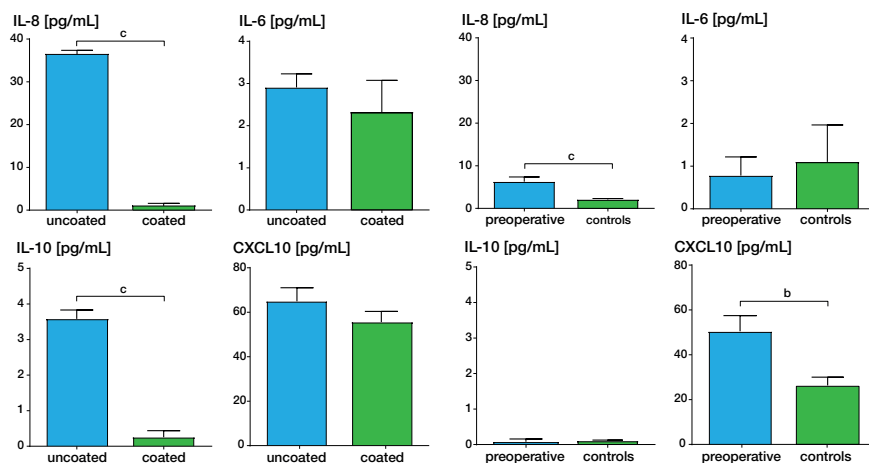 IL-8 [pg/mL]
40
30
20
10
0
c
uncoated
coated
IL-6 [pg/mL]
4
3
2
1
0
uncoated
coated
IL-8 [pg/mL]
40
30
20
10
0
c
preoperative
controls
IL-6 [pg/mL]
4
3
2
1
0
preoperative
controls
IL-10 [pg/mL]
5
4
3
2
1
0
c
uncoated
coated
CXCL10 [pg/mL]
80
60
60
40
0
uncoated
coated
IL-10 [pg/mL]
5
4
3
2
1
0
preoperative
controls
CXCL10 [pg/mL]
80
60
40
20
0
b
preoperative
controls